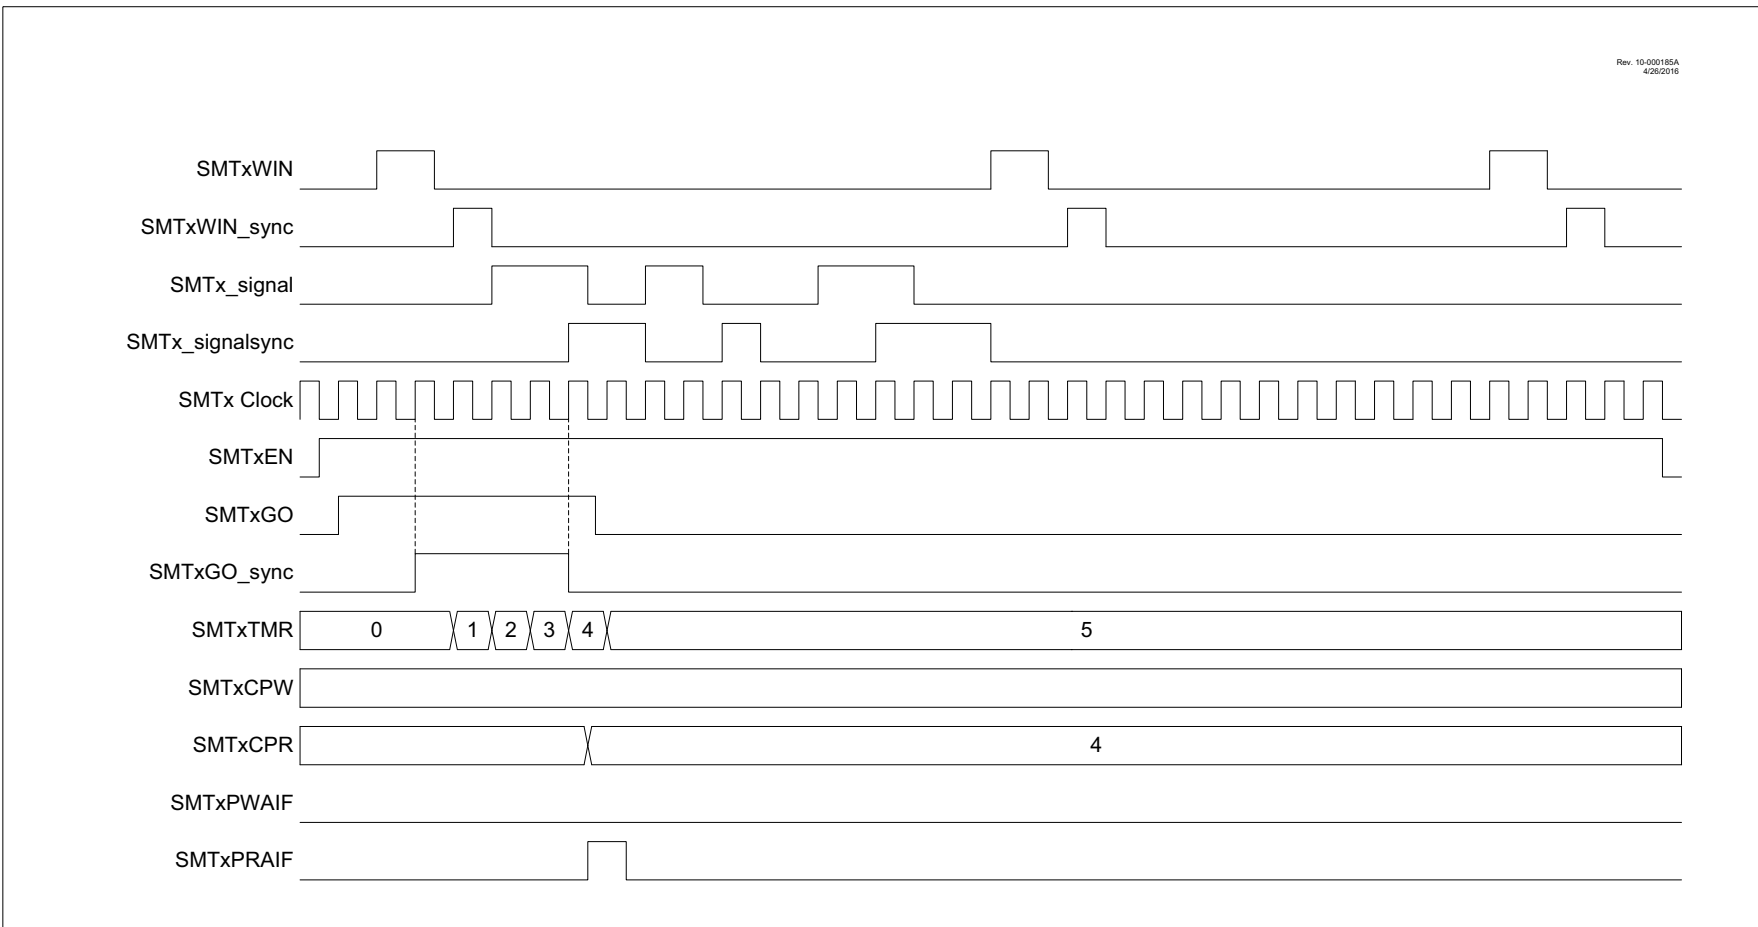 Rev. 10-000185A
4/26/2016
SMTxWIN
SMTxWIN_sync
SMTx_signal
SMTx_signalsync
SMTx Clock
SMTxEN
SMTxGO
SMTxGO_sync
SMTxTMR 0 1 2 3 4 5
SMTxCPW
SMTxCPR 4
SMTxPWAIF
SMTxPRAIF